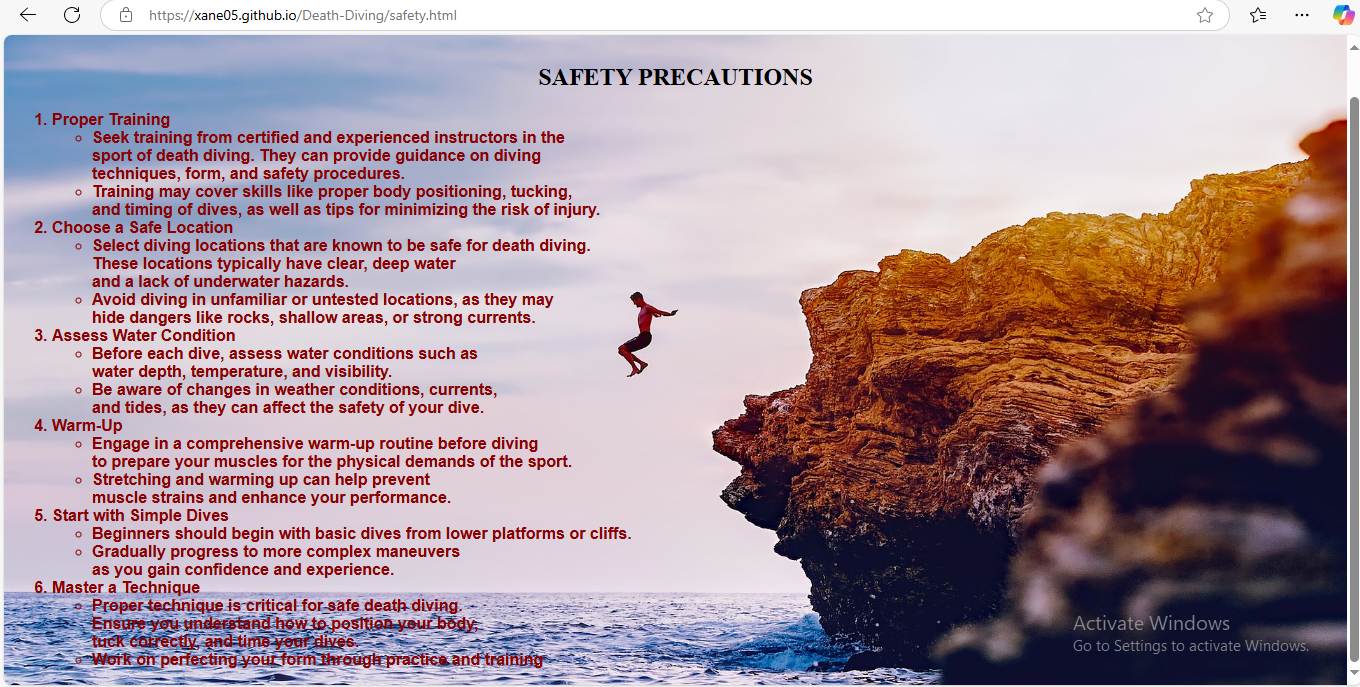 https://xane05.github.io/Death-Diving/safety.html
SAFETY PRECAUTIONS
1. Proper Training
◦ Seek training from certified and experienced instructors in the
sport of death diving. They can provide guidance on diving
techniques, form, and safety procedures.
◦ Training may cover skills like proper body positioning, tucking,
and timing of dives, as well as tips for minimizing the risk of injury.
2. Choose a Safe Location
◦ Select diving locations that are known to be safe for death diving.
These locations typically have clear, deep water
and a lack of underwater hazards.
◦ Avoid diving in unfamiliar or untested locations, as they may
hide dangers like rocks, shallow areas, or strong currents.
3. Assess Water Condition
◦ Before each dive, assess water conditions such as
water depth, temperature, and visibility.
◦ Be aware of changes in weather conditions, currents,
and tides, as they can affect the safety of your dive.
4. Warm-Up
◦ Engage in a comprehensive warm-up routine before diving
to prepare your muscles for the physical demands of the sport.
◦ Stretching and warming up can help prevent
muscle strains and enhance your performance.
5. Start with Simple Dives
◦ Beginners should begin with basic dives from lower platforms or cliffs.
◦ Gradually progress to more complex maneuvers
as you gain confidence and experience.
6. Master a Technique
◦ Proper technique is critical for safe death diving.
Ensure you understand how to position your body,
tuck correctly, and time your dives.
◦ Work on perfecting your form through practice and training
Activate Windows
Go to Settings to activate Windows.